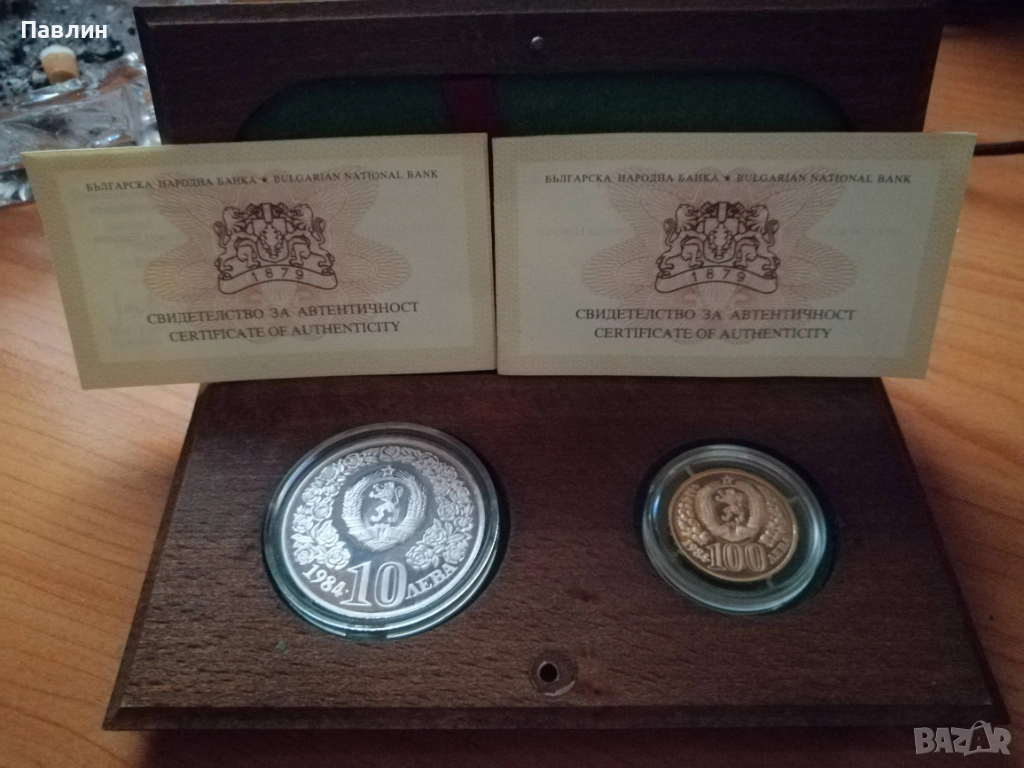 Павлин
БЪЛГАРСКА НАРОДНА БАНКА ★ BULGARIAN NATIONAL BANK
1879
СВИДЕТЕЛСТВО ЗА АВТЕНТИЧНОСТ
CERTIFICATE OF AUTHENTICITY
БЪЛГАРСКА НАРОДНА БАНКА ★ BULGARIAN NATIONAL BANK
1879
СВИДЕТЕЛСТВО ЗА АВТЕНТИЧНОСТ
CERTIFICATE OF AUTHENTICITY
1984 · 10 ЛЕВА
1984 · 100 ЛЕВА
BAZAR